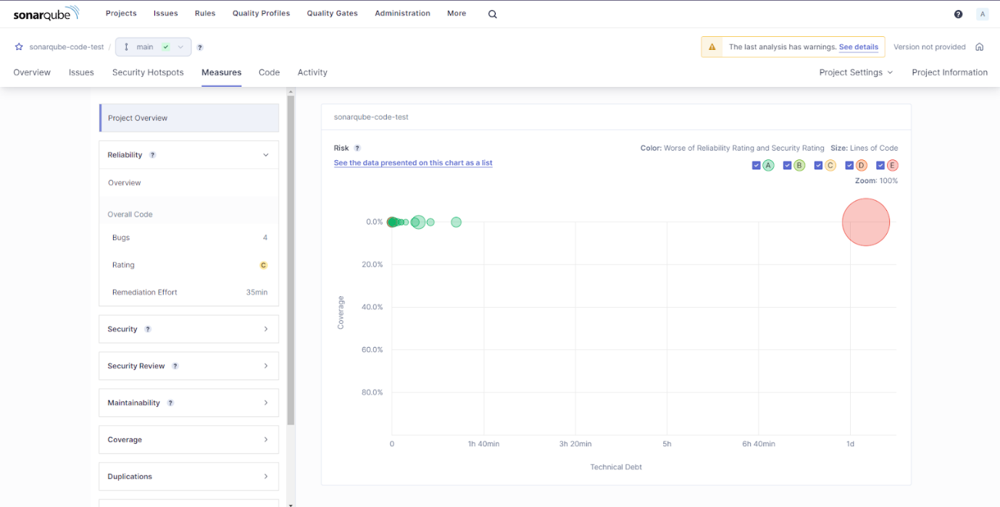 sonarqube Projects Issues Rules Quality Profiles Quality Gates Administration More ? A
sonarqube-code-test / main ? The last analysis has warnings. See details Version not provided
Overview Issues Security Hotspots Measures Code Activity Project Settings Project Information
Project Overview
Reliability ?
Overview
Overall Code
Bugs 4
Rating C
Remediation Effort 35min
Security ?
Security Review ?
Maintainability ?
Coverage
Duplications
sonarqube-code-test
Risk ? Color: Worse of Reliability Rating and Security Rating Size: Lines of Code
See the data presented on this chart as a list A B C D E
Zoom: 100%
0.0%
20.0%
40.0%
60.0%
80.0%
Coverage
0 1h 40min 3h 20min 5h 6h 40min 1d
Technical Debt